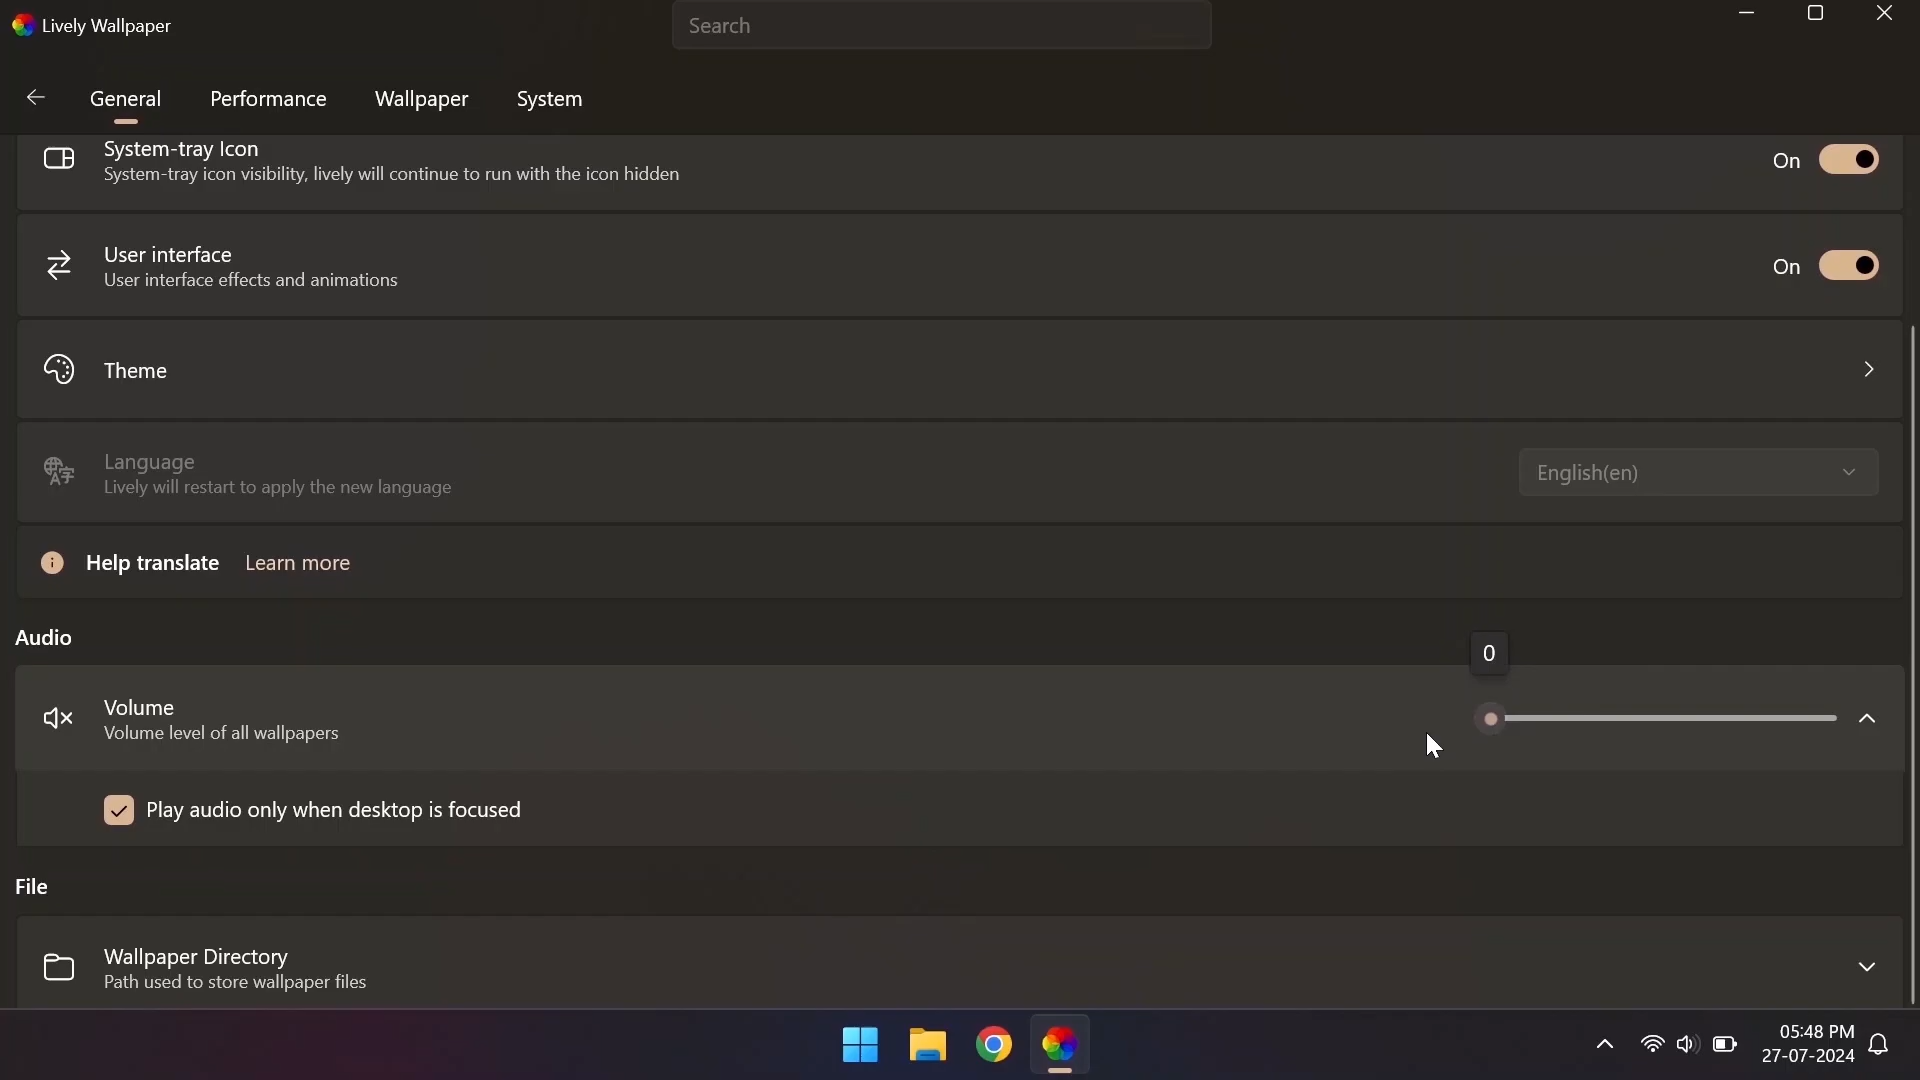 Lively Wallpaper
Search
General
Performance
Wallpaper
System
System-tray Icon
System-tray icon visibility, lively will continue to run with the icon hidden
On
User interface
User interface effects and animations
On
Theme
Language
Lively will restart to apply the new language
English(en)
Help translate Learn more
Audio
0
Volume
Volume level of all wallpapers
Play audio only when desktop is focused
File
Wallpaper Directory
Path used to store wallpaper files
05:48 PM
27-07-2024